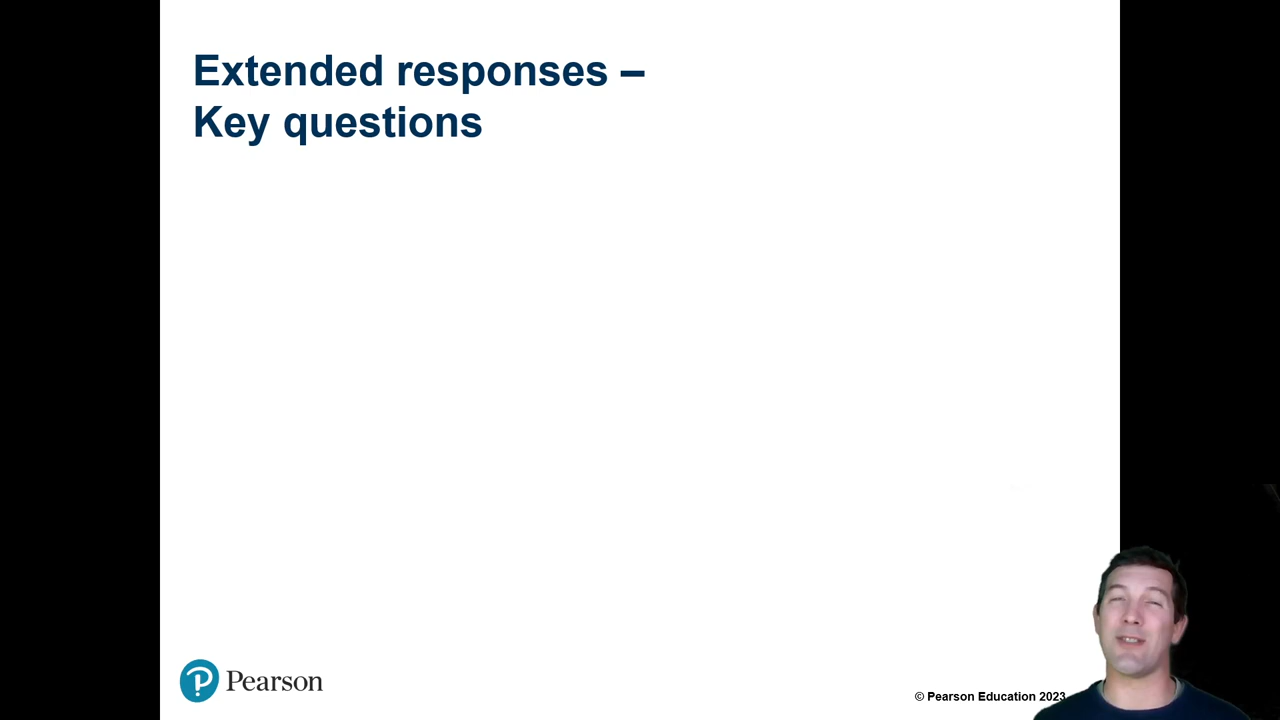 Extended responses –
Key questions
Pearson
© Pearson Education 2023